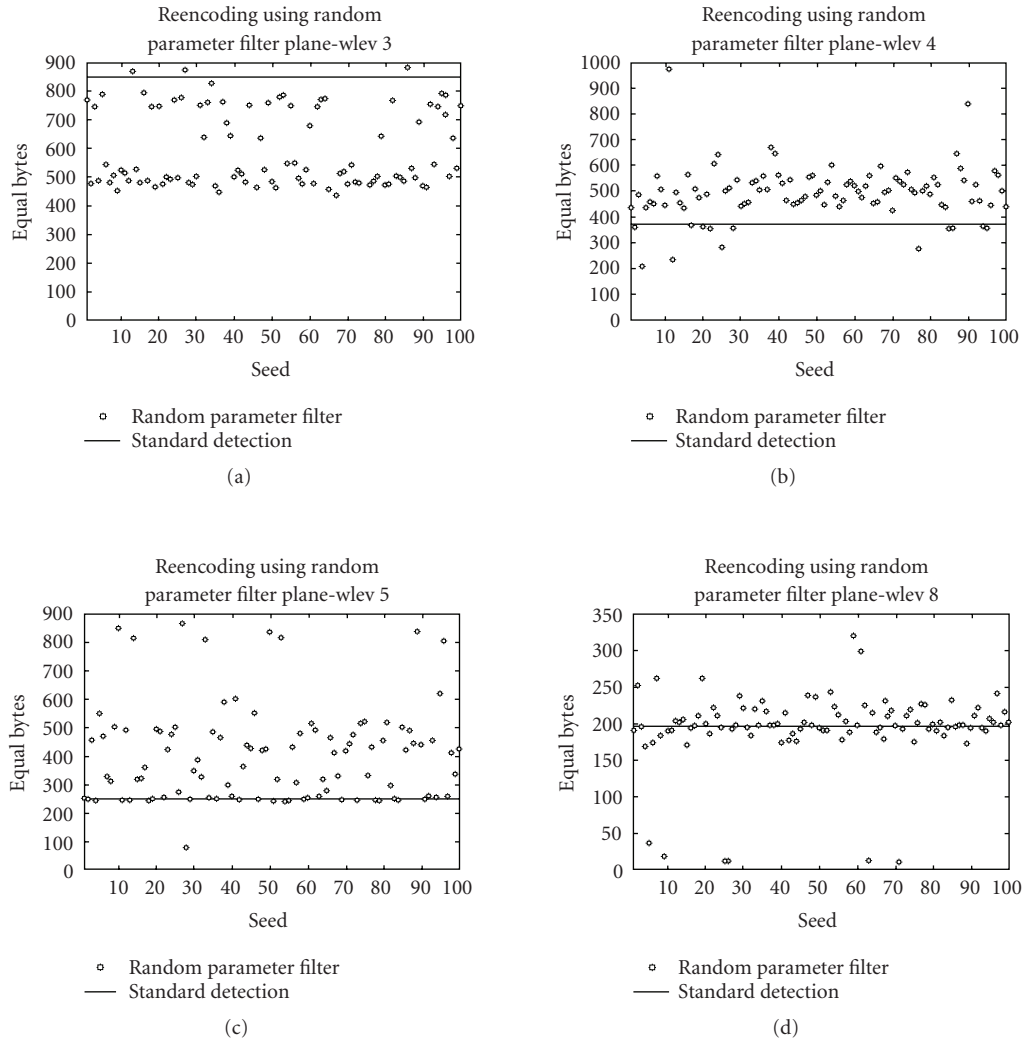 Reencoding using random
parameter filter plane-wlev 3
900
800
700
600
500
400
300
200
100
0
Equal bytes
10 20 30 40 50 60 70 80 90 100
Seed
Random parameter filter
Standard detection
(a)
Reencoding using random
parameter filter plane-wlev 4
1000
900
800
700
600
500
400
300
200
100
0
Equal bytes
10 20 30 40 50 60 70 80 90 100
Seed
Random parameter filter
Standard detection
(b)
Reencoding using random
parameter filter plane-wlev 5
900
800
700
600
500
400
300
200
100
0
Equal bytes
10 20 30 40 50 60 70 80 90 100
Seed
Random parameter filter
Standard detection
(c)
Reencoding using random
parameter filter plane-wlev 8
350
300
250
200
150
100
50
0
Equal bytes
10 20 30 40 50 60 70 80 90 100
Seed
Random parameter filter
Standard detection
(d)